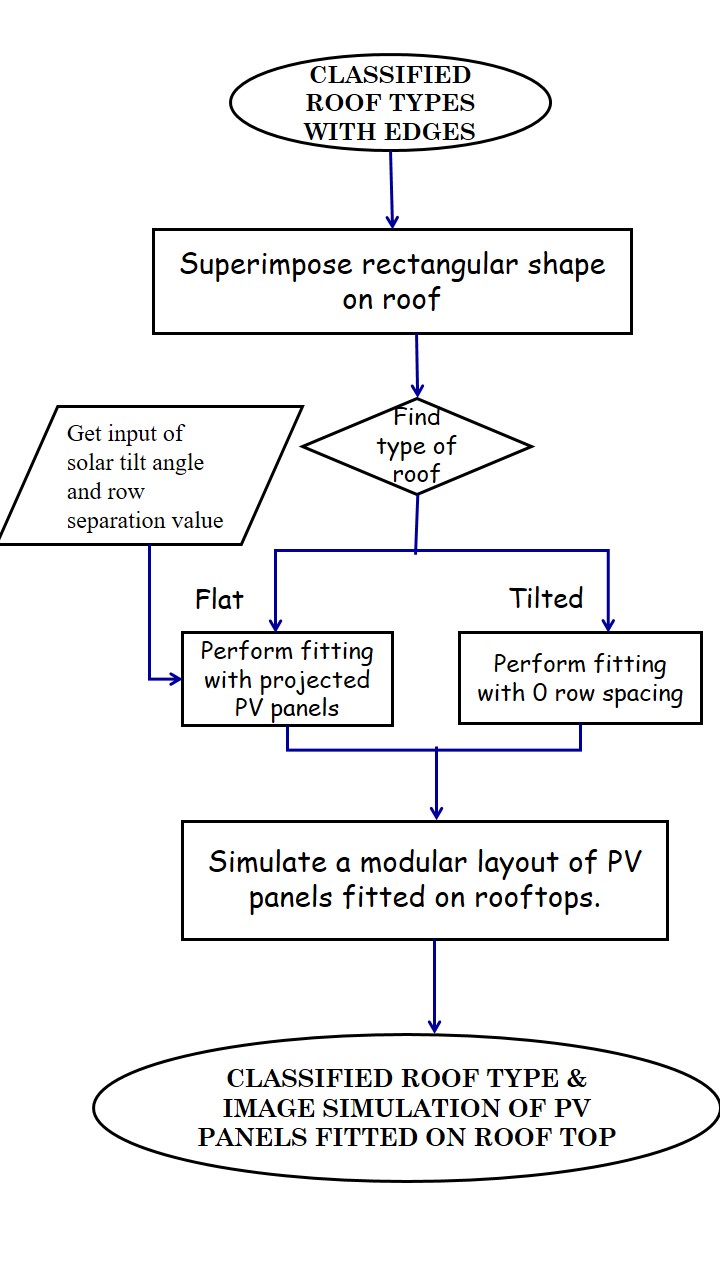 CLASSIFIED
ROOF TYPES
WITH EDGES
Superimpose rectangular shape
on roof
Find
type of
roof
Get input of
solar tilt angle
and row
separation value
Flat
Tilted
Perform fitting
with projected
PV panels
Perform fitting
with 0 row spacing
Simulate a modular layout of PV
panels fitted on rooftops.
CLASSIFIED ROOF TYPE &
IMAGE SIMULATION OF PV
PANELS FITTED ON ROOF TOP